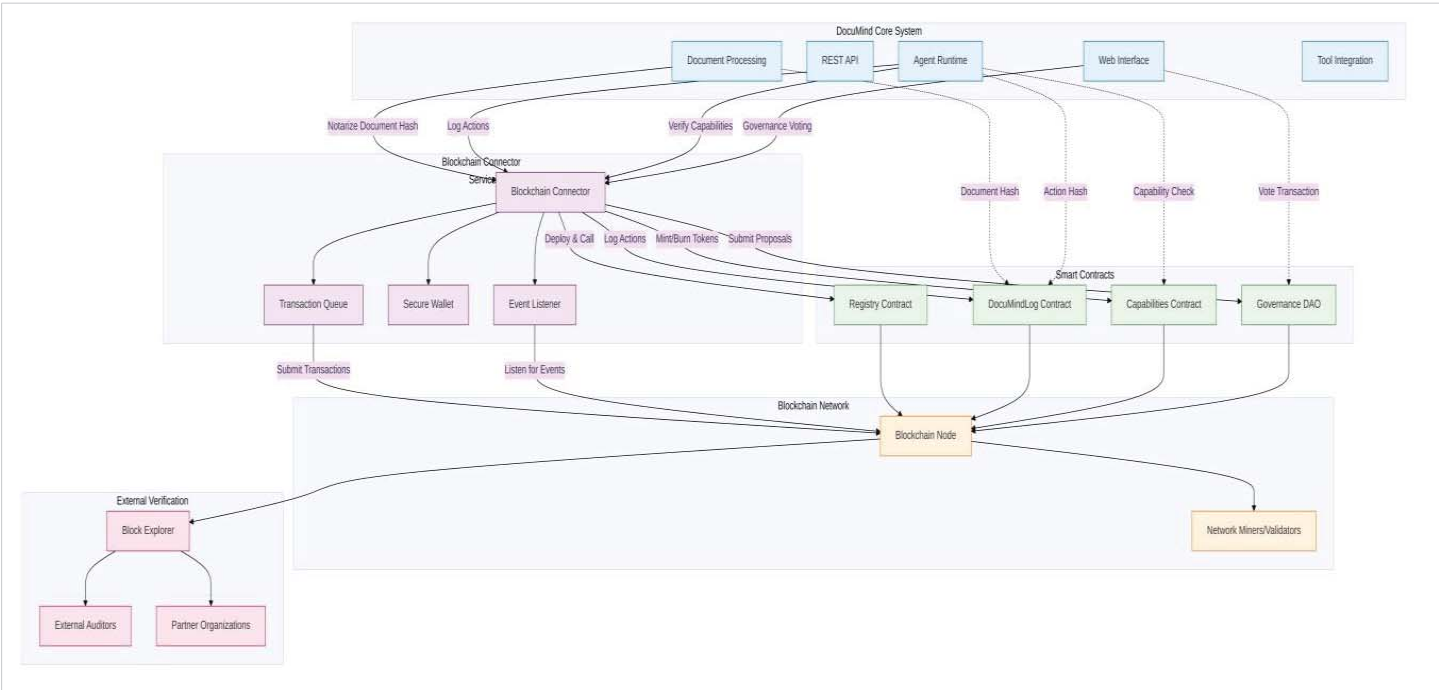 DocuMind Core System
Document Processing
REST API
Agent Runtime
Web Interface
Tool Integration
Notarize Document Hash
Log Actions
Verify Capabilities
Governance Voting
Blockchain Connector
Service
Blockchain Connector
Document Hash
Action Hash
Capability Check
Vote Transaction
Deploy & Call
Log Actions
Mint/Burn Tokens
Submit Proposals
Smart Contracts
Transaction Queue
Secure Wallet
Event Listener
Registry Contract
DocuMindLog Contract
Capabilities Contract
Governance DAO
Submit Transactions
Listen for Events
Blockchain Network
Blockchain Node
External Verification
Block Explorer
Network Miners/Validators
External Auditors
Partner Organizations